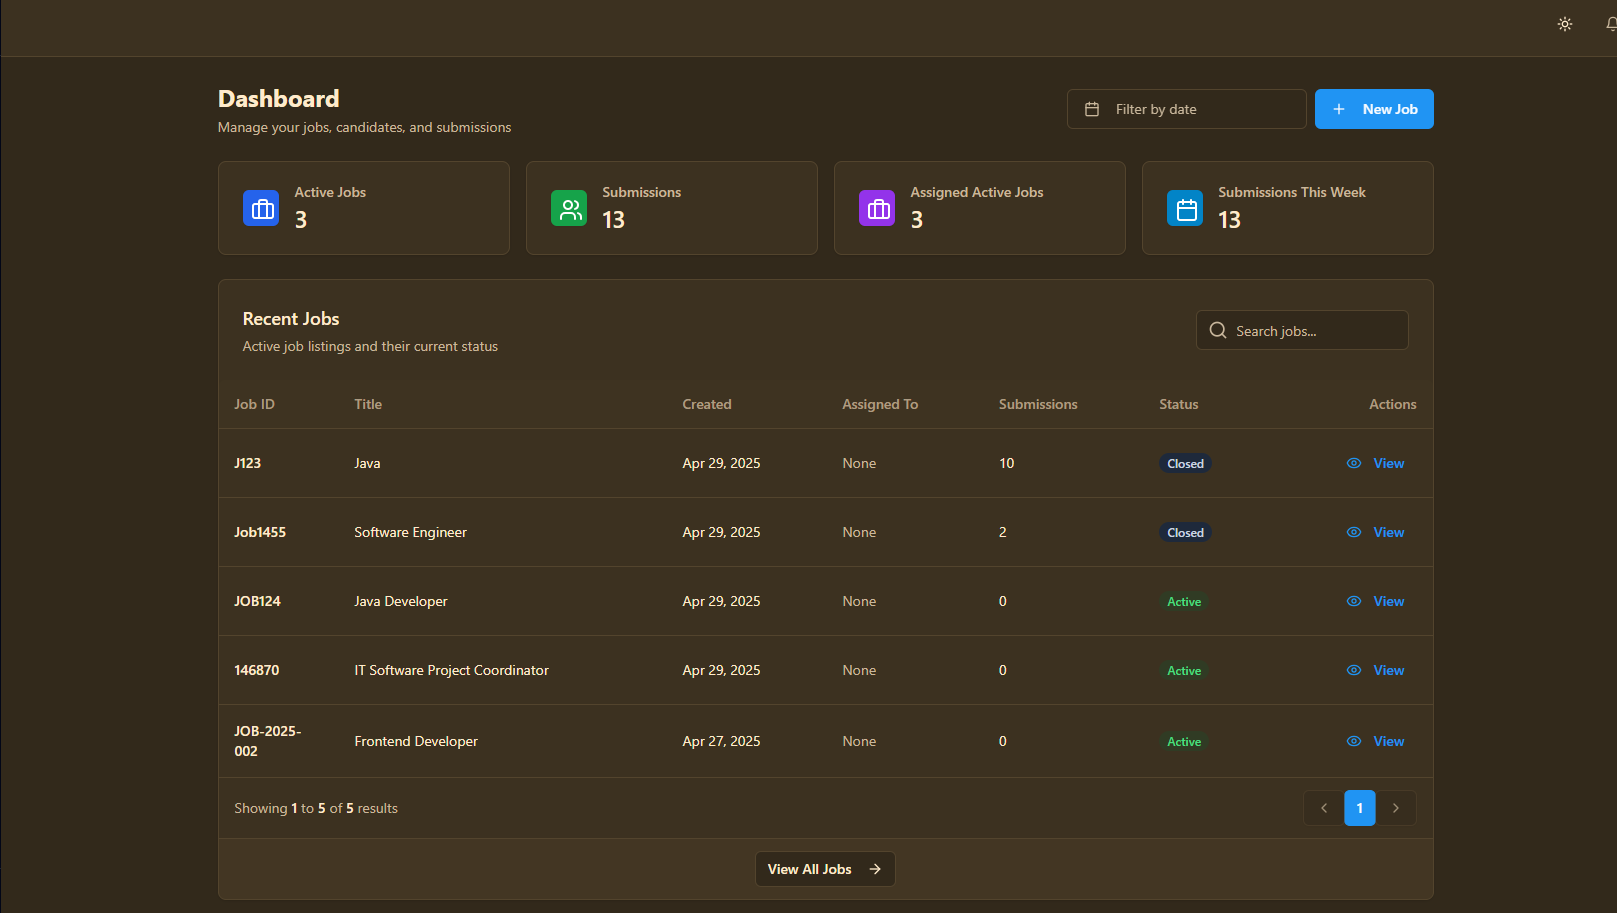 Dashboard
Manage your jobs, candidates, and submissions
Filter by date
New Job
Active Jobs
3
Submissions
13
Assigned Active Jobs
3
Submissions This Week
13
Recent Jobs
Active job listings and their current status
Search jobs...
Job ID Title Created Assigned To Submissions Status Actions
J123 Java Apr 29, 2025 None 10 Closed View
Job1455 Software Engineer Apr 29, 2025 None 2 Closed View
JOB124 Java Developer Apr 29, 2025 None 0 Active View
146870 IT Software Project Coordinator Apr 29, 2025 None 0 Active View
JOB-2025-
002 Frontend Developer Apr 27, 2025 None 0 Active View
Showing 1 to 5 of 5 results
1
View All Jobs